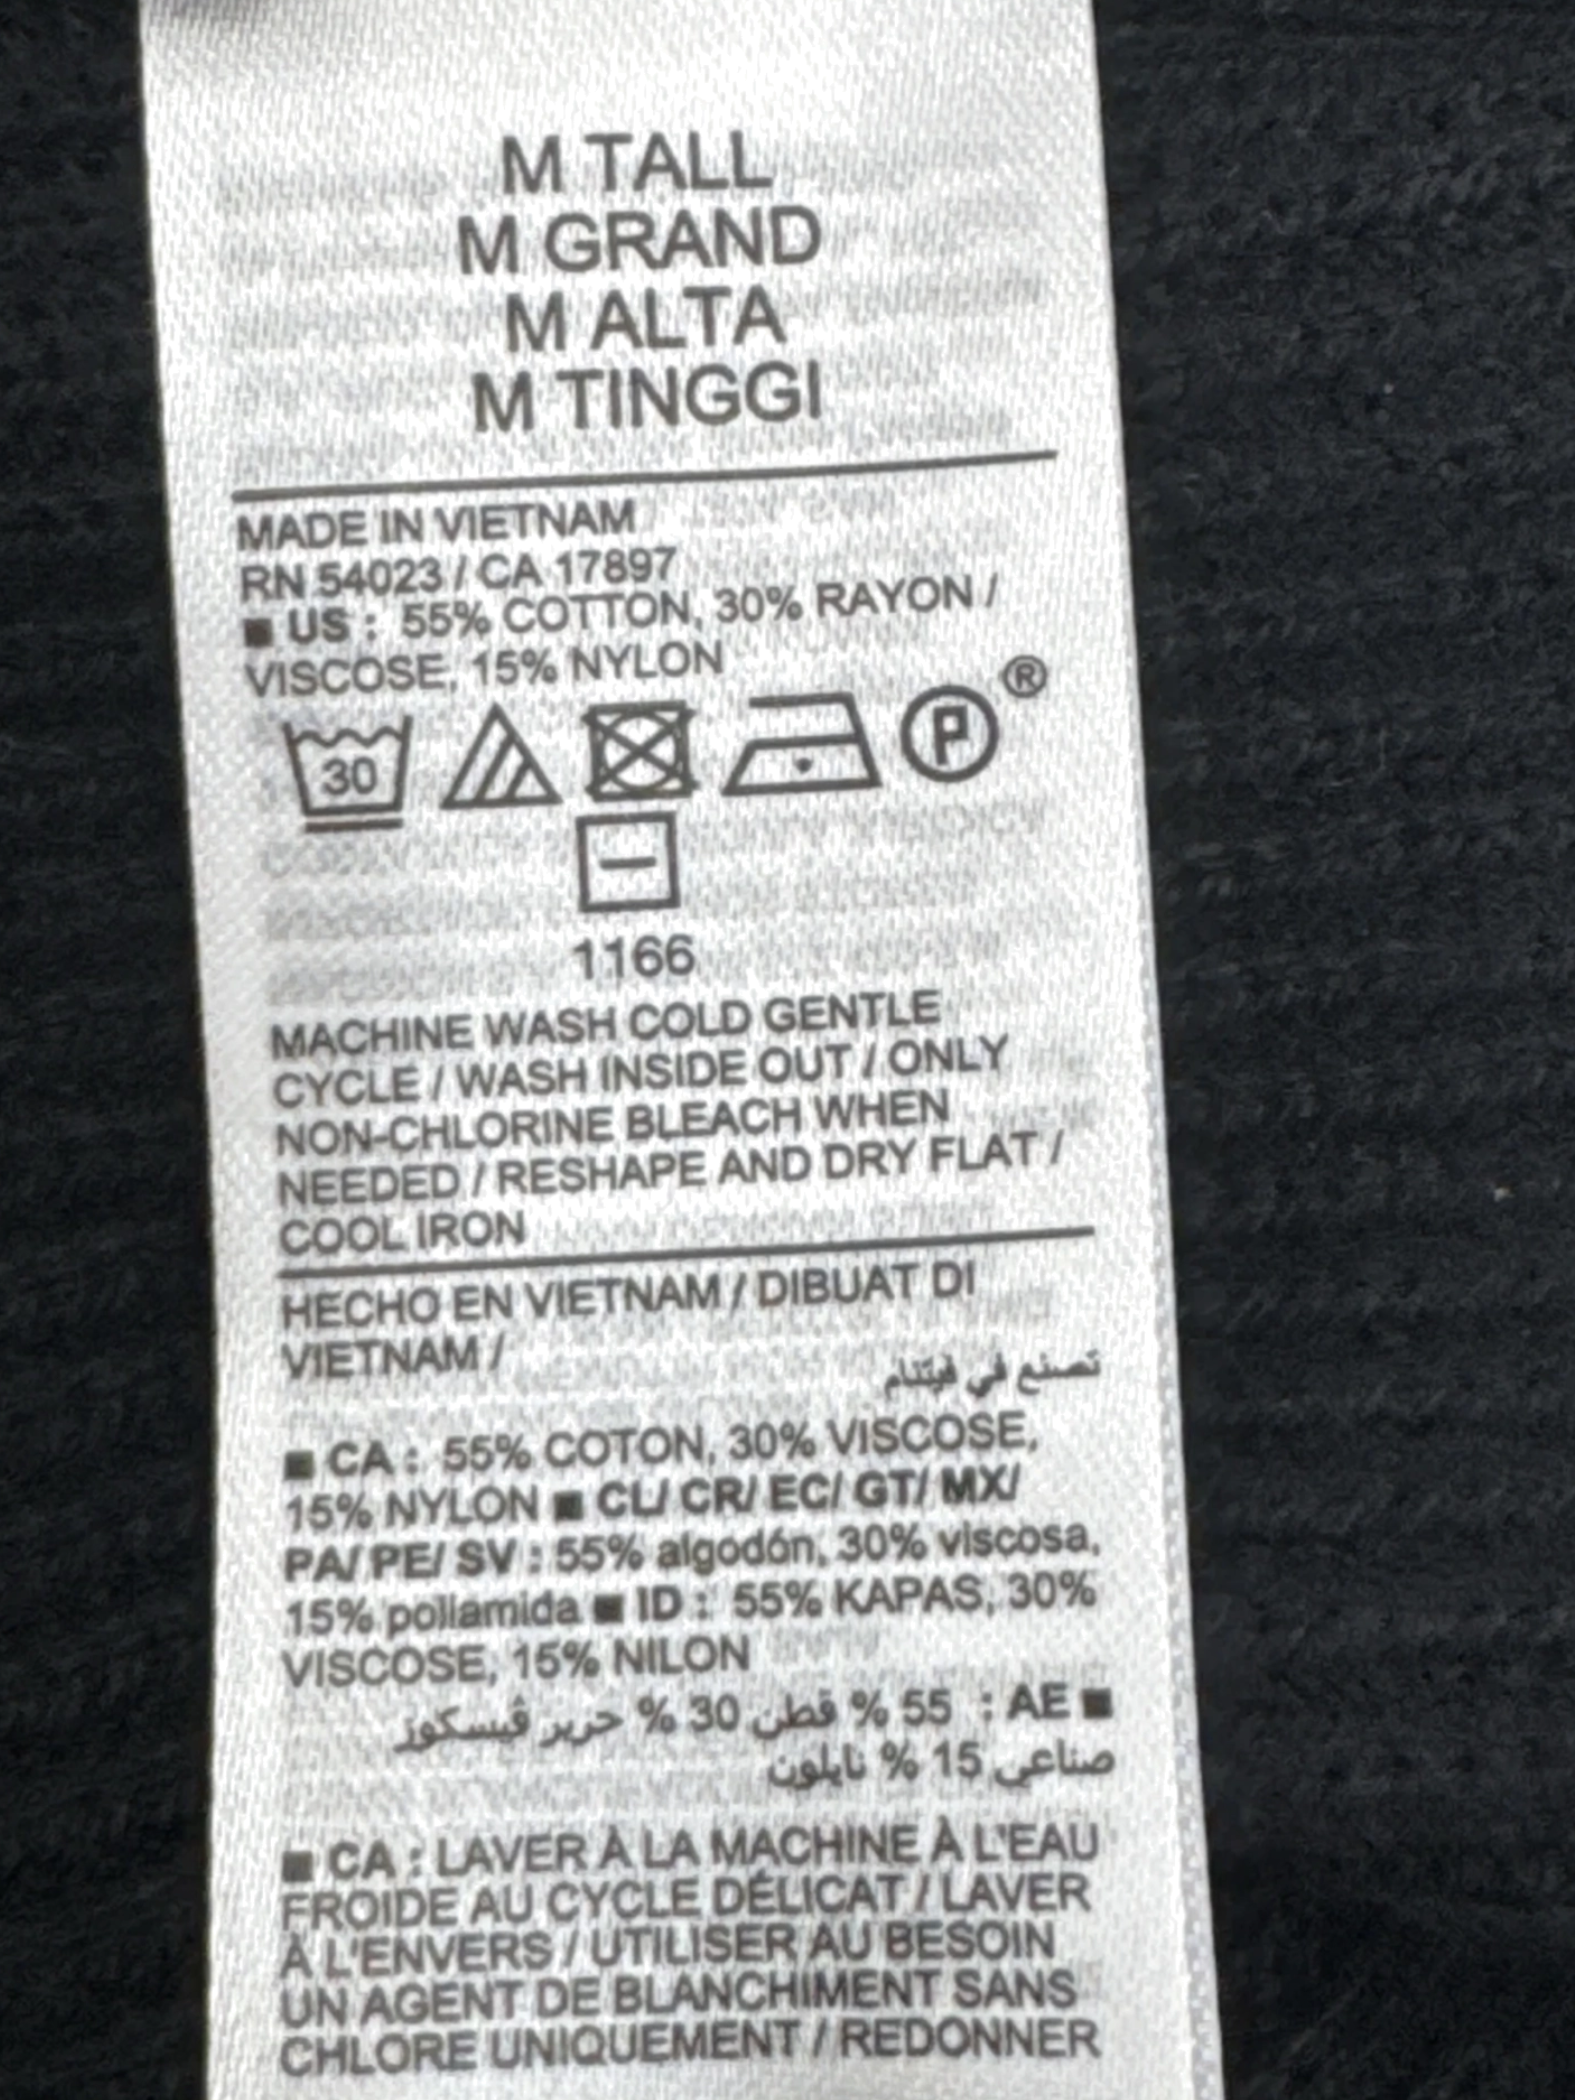 M TALL
M GRAND
M ALTA
M TINGGI
MADE IN VIETNAM
RN 54023 / CA 17897
■ US : 55% COTTON, 30% RAYON /
VISCOSE, 15% NYLON
30
P ®
1166
MACHINE WASH COLD GENTLE
CYCLE / WASH INSIDE OUT / ONLY
NON-CHLORINE BLEACH WHEN
NEEDED / RESHAPE AND DRY FLAT /
COOL IRON
HECHO EN VIETNAM / DIBUAT DI
VIETNAM /
تصنع في فيتنام
■ CA : 55% COTON, 30% VISCOSE,
15% NYLON ■ CL/ CR/ EC/ GT/ MX/
PA/ PE/ SV : 55% algodón, 30% viscosa,
15% poliamida ■ ID : 55% KAPAS, 30%
VISCOSE, 15% NILON
■ AE : 55 % قطن 30 % حرير ڤيسكوز
صناعي 15 % نايلون
■ CA : LAVER À LA MACHINE À L'EAU
FROIDE AU CYCLE DÉLICAT / LAVER
À L'ENVERS / UTILISER AU BESOIN
UN AGENT DE BLANCHIMENT SANS
CHLORE UNIQUEMENT / REDONNER